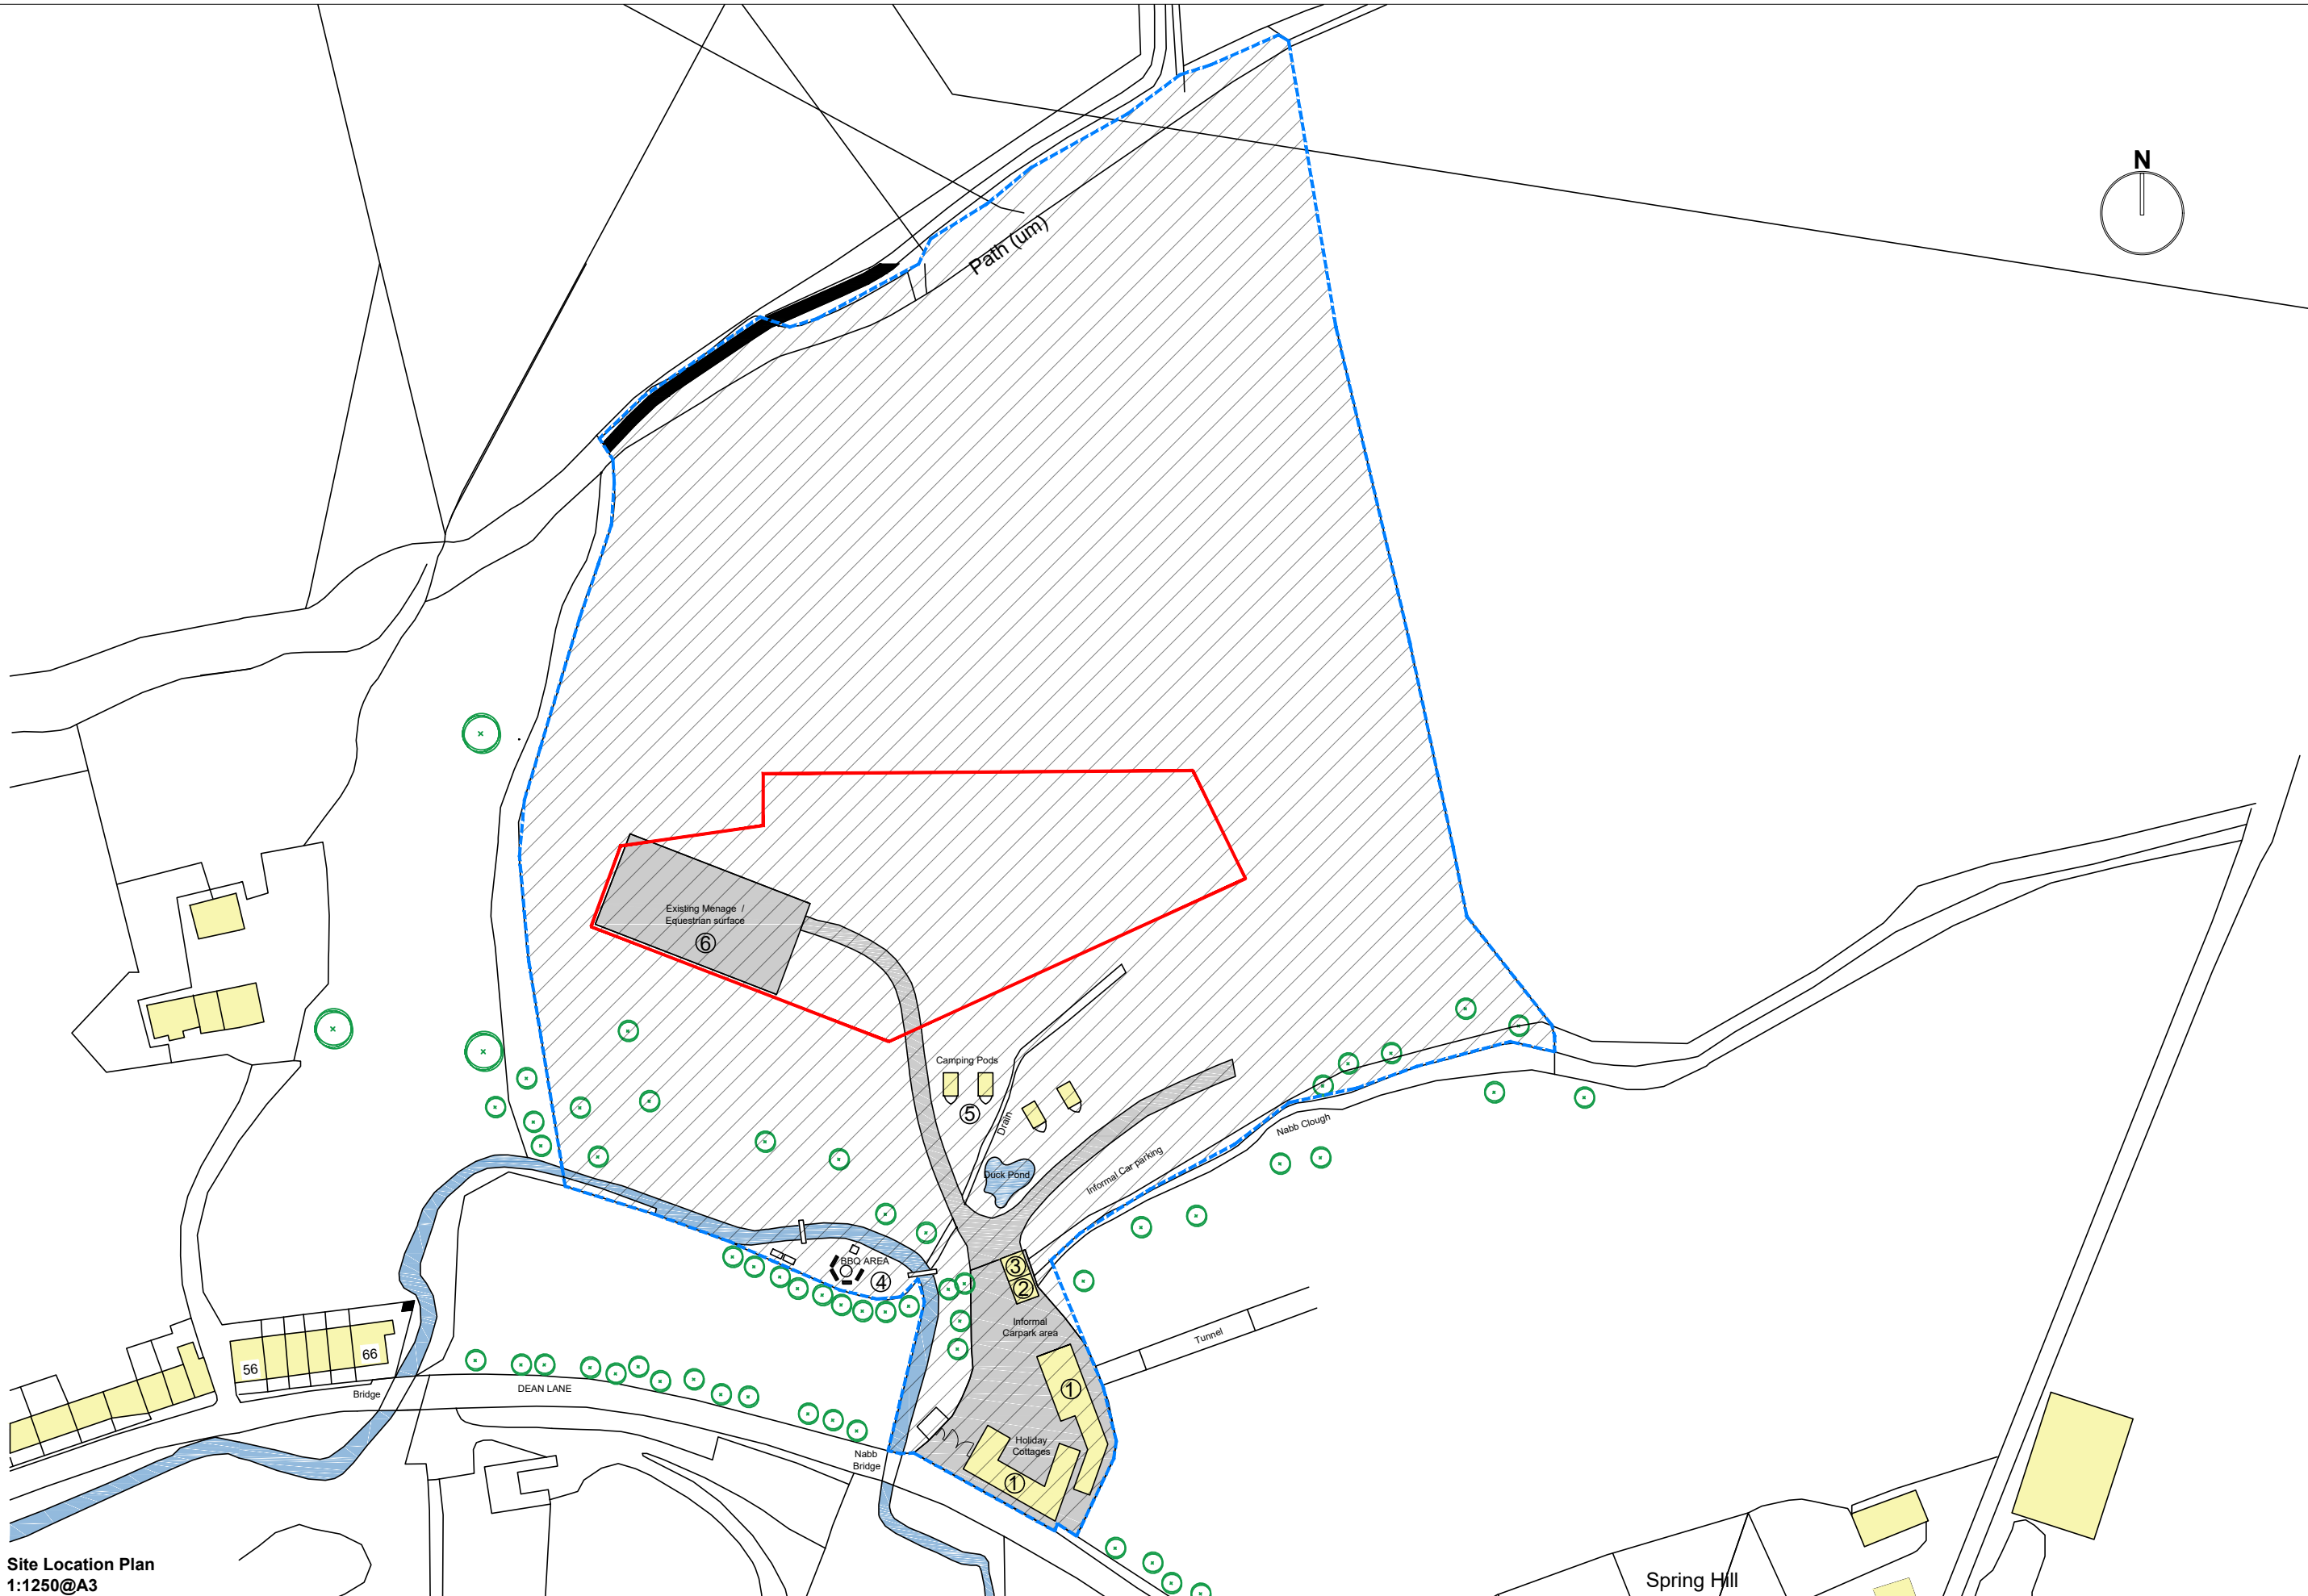 N
Path (um)
Existing Menage /
Equestrian surface
6
Camping Pods
5
Drain
Nabb Clough
Informal Car parking
Duck Pond
BBQ AREA
4
3
2
Informal
Carpark area
Tunnel
56
66
Bridge
DEAN LANE
1
Holiday
Cottages
1
Nabb
Bridge
Site Location Plan
1:1250@A3
Spring Hill